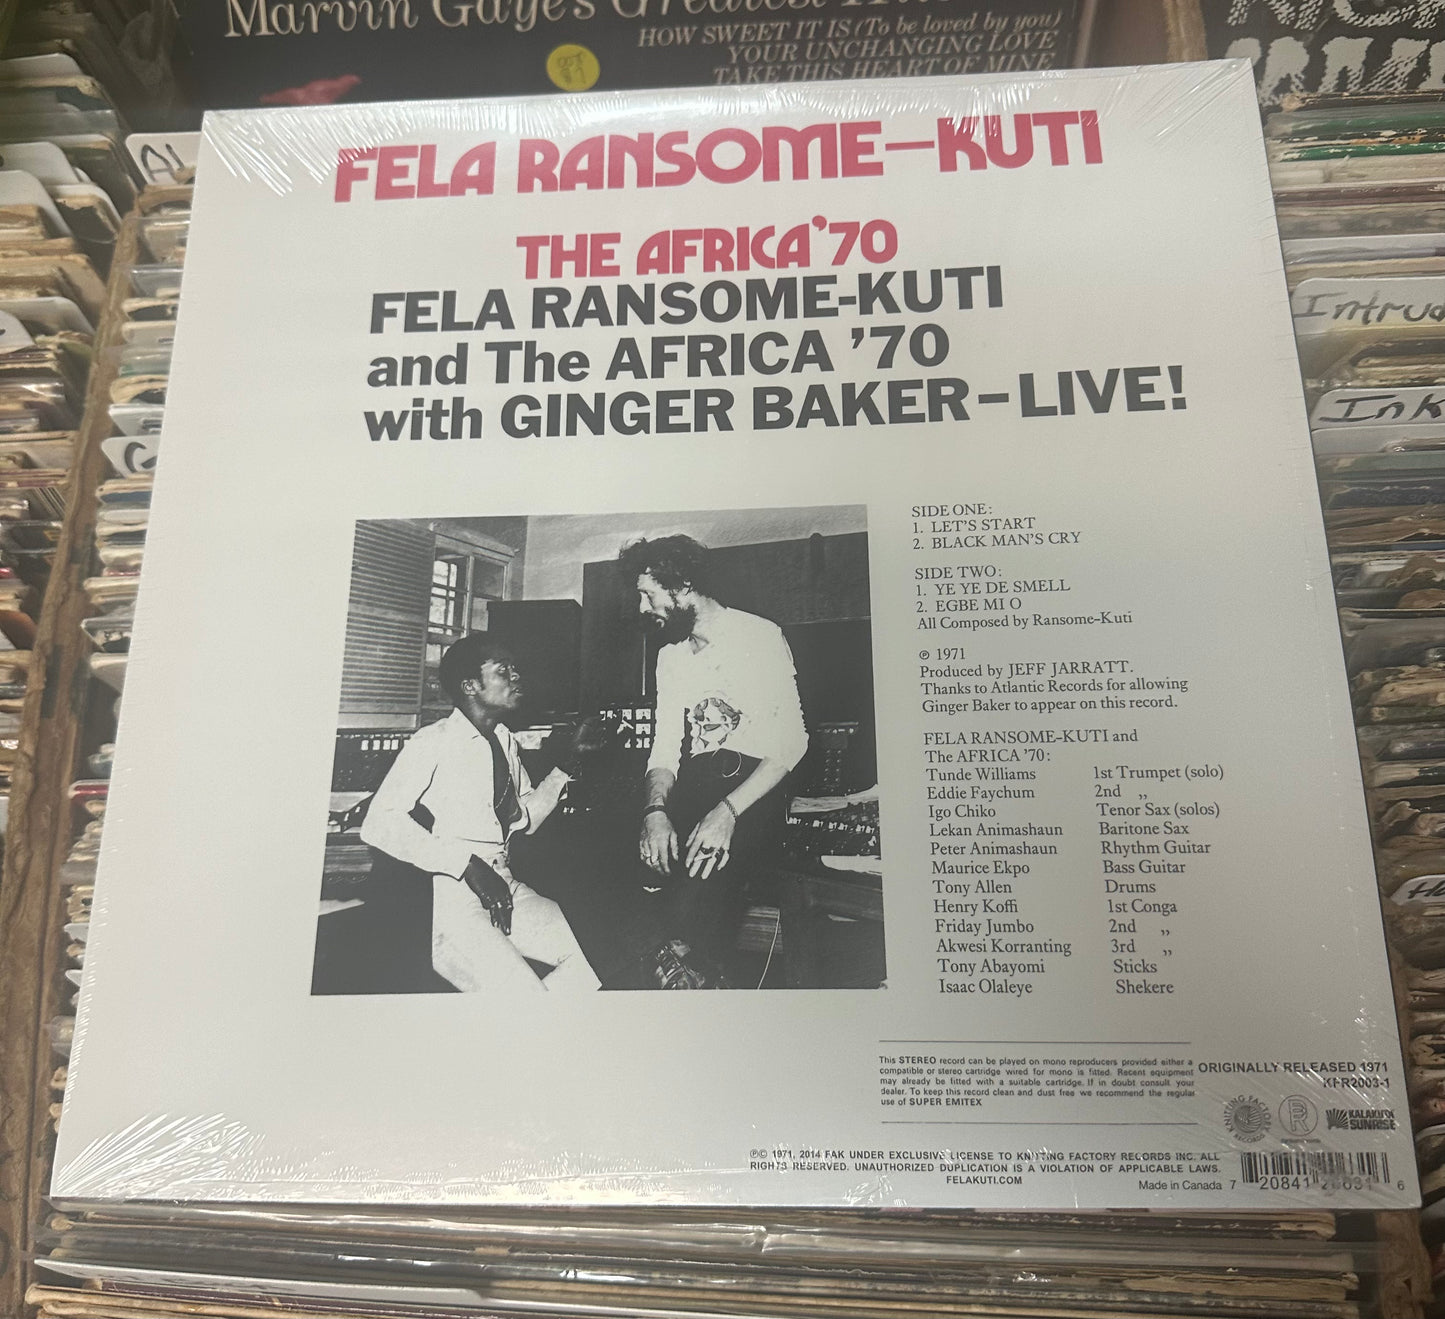 Marvin Gaye's Greatest
HOW SWEET IT IS (To be loved by you)
YOUR UNCHANGING LOVE
TAKE THIS HEART OF MINE
FELA RANSOME-KUTI
THE AFRICA '70
FELA RANSOME-KUTI
and The AFRICA '70
with GINGER BAKER - LIVE!
SIDE ONE:
1. LET'S START
2. BLACK MAN'S CRY
SIDE TWO:
1. YE YE DE SMELL
2. EGBE MI O
All Composed by Ransome-Kuti
℗ 1971
Produced by JEFF JARRATT.
Thanks to Atlantic Records for allowing
Ginger Baker to appear on this record.
FELA RANSOME-KUTI and
The AFRICA '70:
Tunde Williams 1st Trumpet (solo)
Eddie Faychum 2nd „
Igo Chiko Tenor Sax (solos)
Lekan Animashaun Baritone Sax
Peter Animashaun Rhythm Guitar
Maurice Ekpo Bass Guitar
Tony Allen Drums
Henry Koffi 1st Conga
Friday Jumbo 2nd „
Akwesi Korranting 3rd „
Tony Abayomi Sticks
Isaac Olaleye Shekere
This STEREO record can be played on mono reproducers provided either a
compatible or stereo cartridge wired for mono is fitted. Recent equipment
may already be fitted with a suitable cartridge. If in doubt consult your
dealer. To keep this record clean and dust free we recommend the regular
use of SUPER EMITEX
ORIGINALLY RELEASED 1971
KFR2003-1
KNITTING FACTORY RECORDS
KALAKUTA
SUNRISE
℗© 1971, 2014 FAK UNDER EXCLUSIVE LICENSE TO KNITTING FACTORY RECORDS INC. ALL
RIGHTS RESERVED. UNAUTHORIZED DUPLICATION IS A VIOLATION OF APPLICABLE LAWS.
FELAKUTI.COM
Made in Canada
7 20841 6
Ink